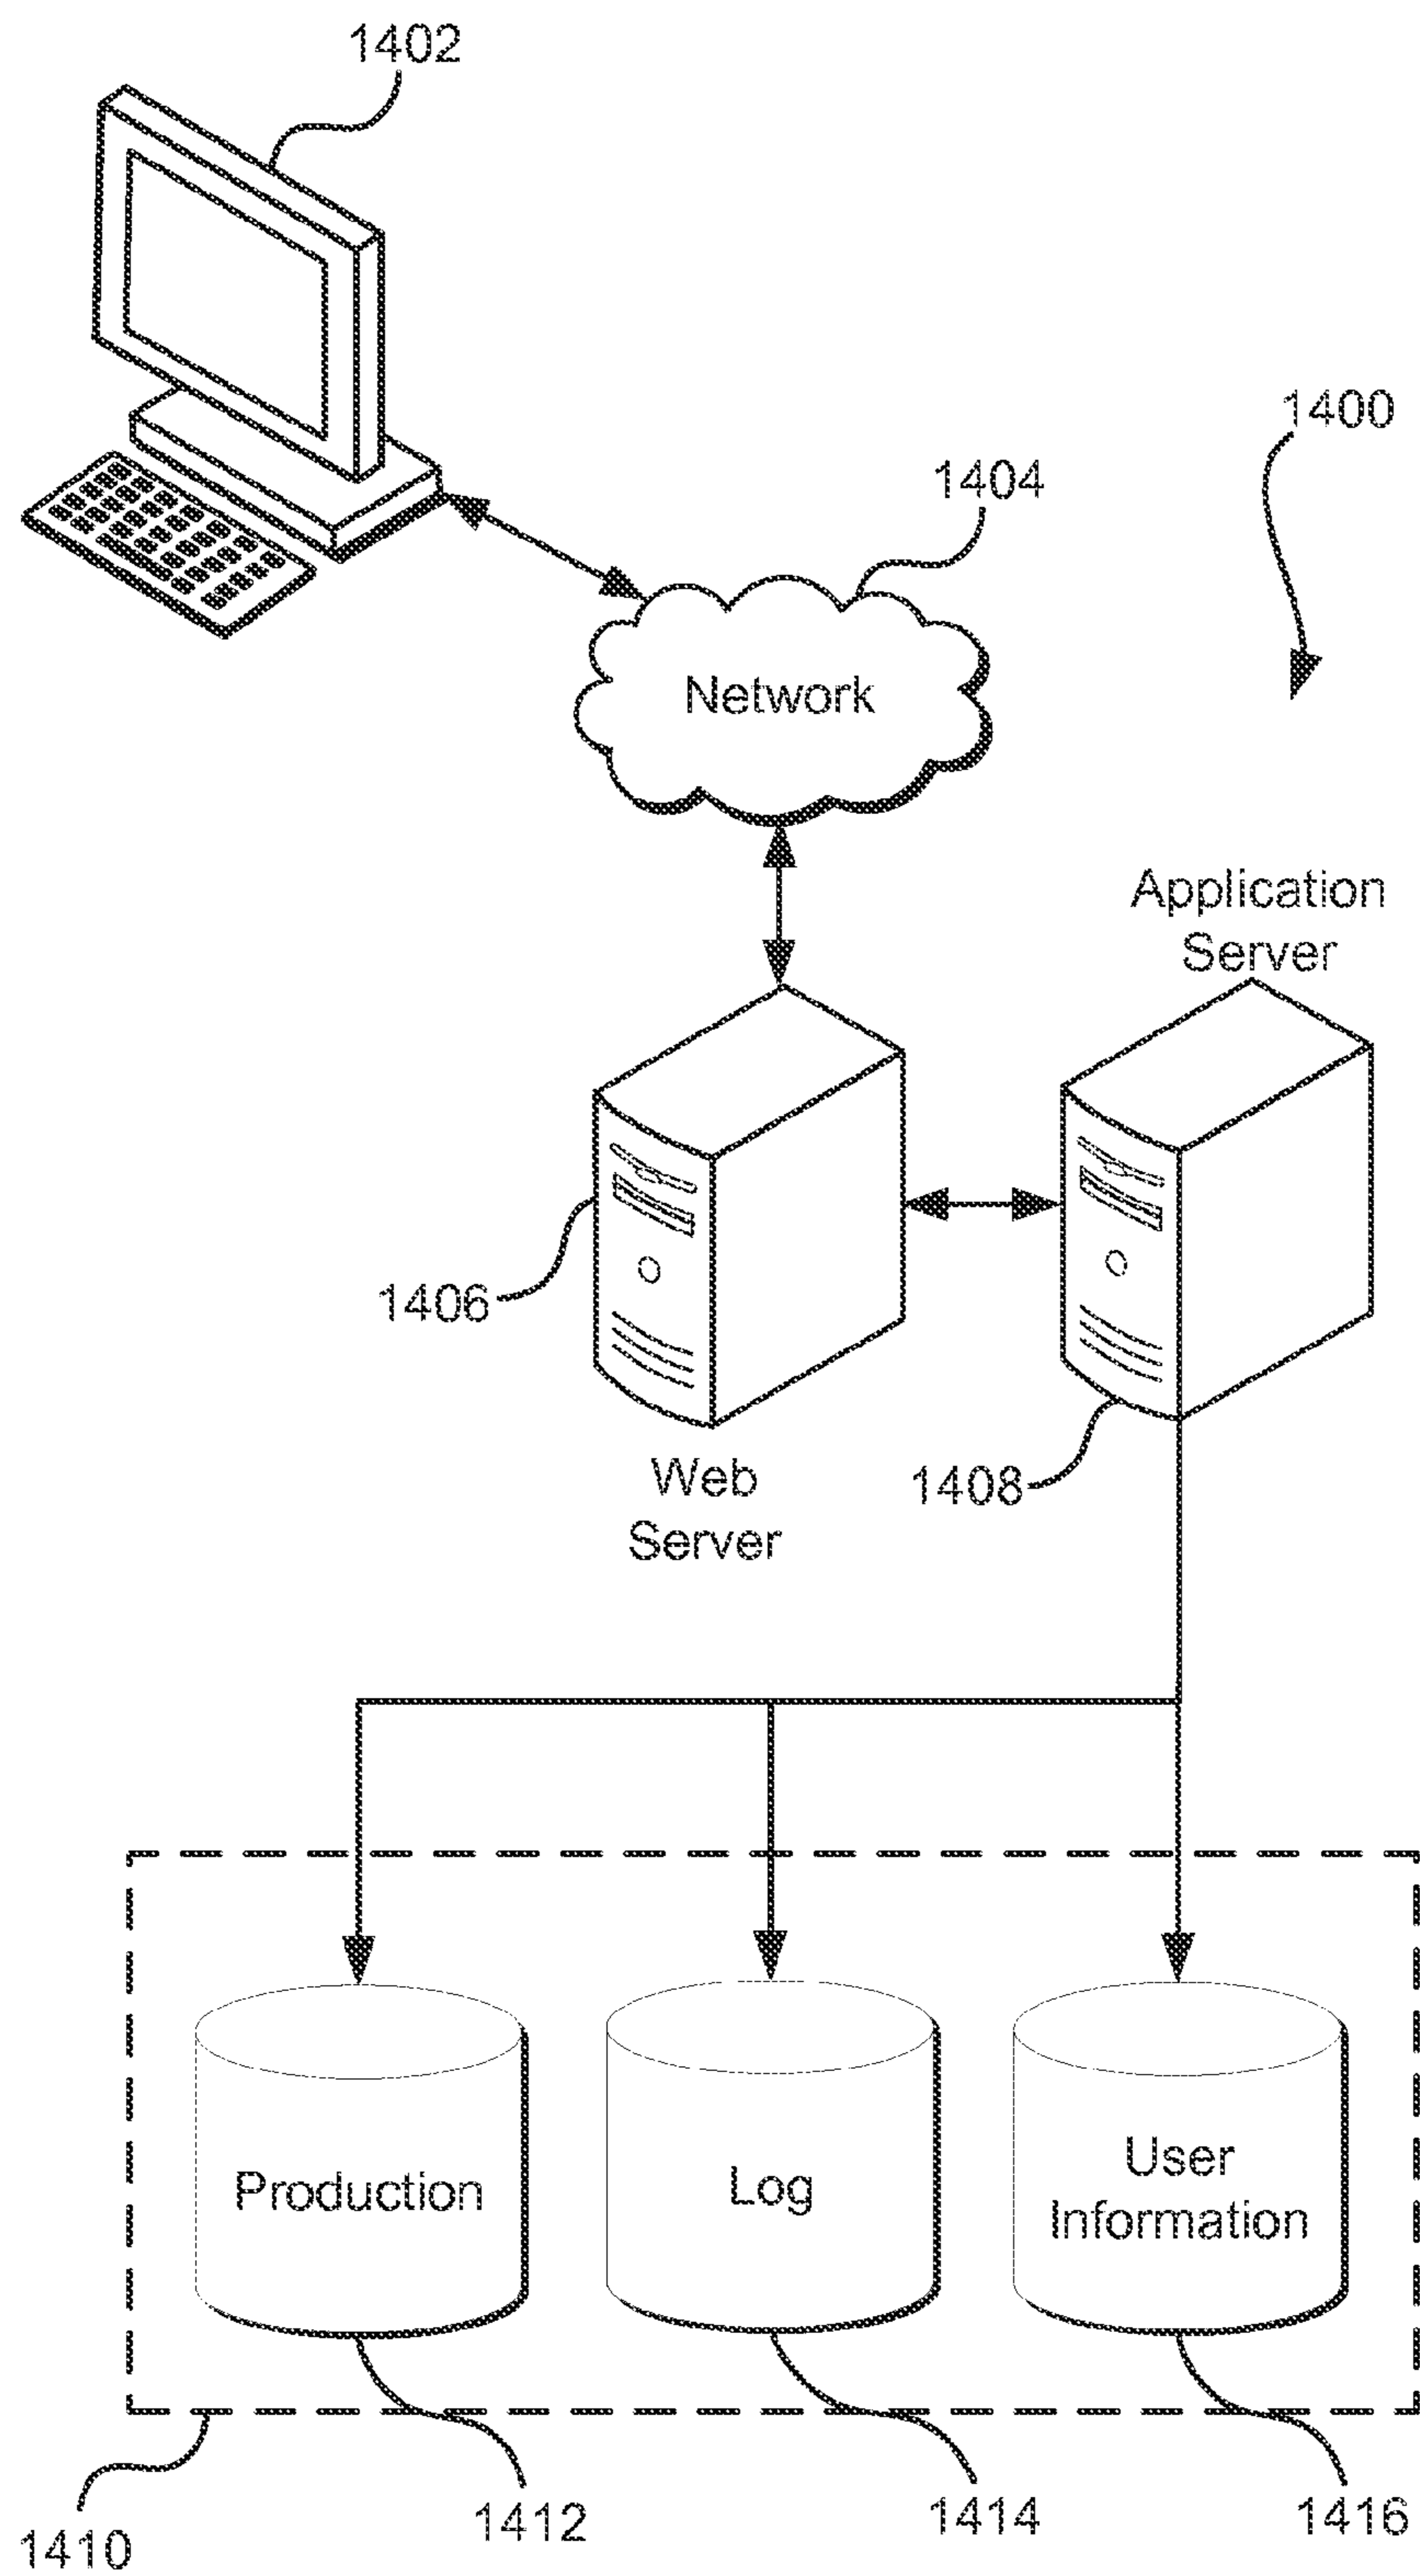 1402
1400
1404
Network
Application
Server
1406
1408
Web
Server
Production
Log
User
Information
1410
1412
1414
1416